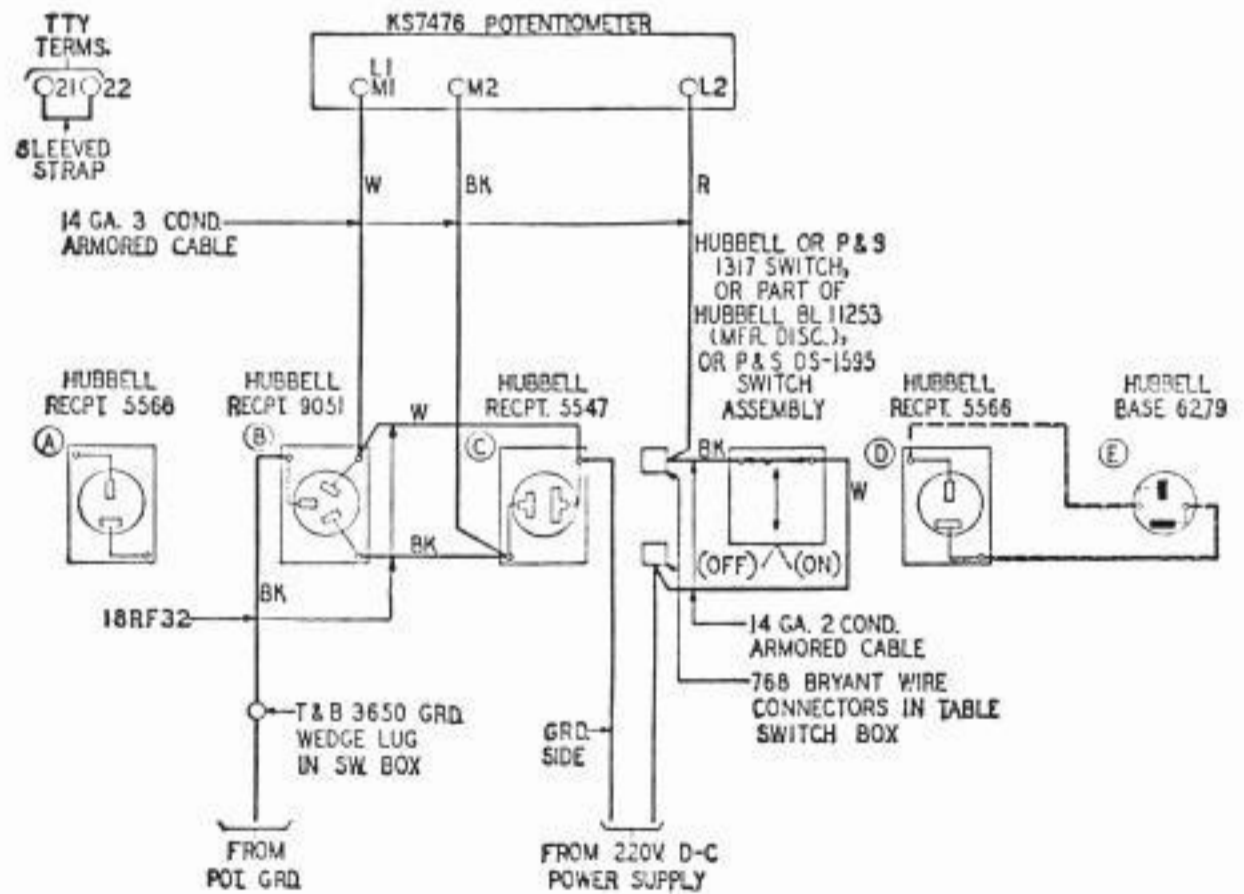 TTY
TERMS.
21 22
SLEEVED
STRAP
KS7476 POTENTIOMETER
L1
M1
M2
L2
W
BK
R
14 GA. 3 COND.
ARMORED CABLE
HUBBELL OR P&S
1317 SWITCH,
OR PART OF
HUBBELL BL 11253
(MFR. DISC.),
OR P&S DS-1595
SWITCH
ASSEMBLY
HUBBELL
RECPT. 5566
A
HUBBELL
RECPT. 9051
B
W
HUBBELL
RECPT. 5547
C
BK
W
HUBBELL
RECPT. 5566
D
HUBBELL
BASE 6279
E
BK
(OFF) (ON)
BK
18RF32
14 GA. 2 COND.
ARMORED CABLE
768 BRYANT WIRE
CONNECTORS IN TABLE
SWITCH BOX
T&B 3650 GRD.
WEDGE LUG
IN SW. BOX
GRD.
SIDE
FROM
POT. GRD.
FROM 220V. D-C
POWER SUPPLY